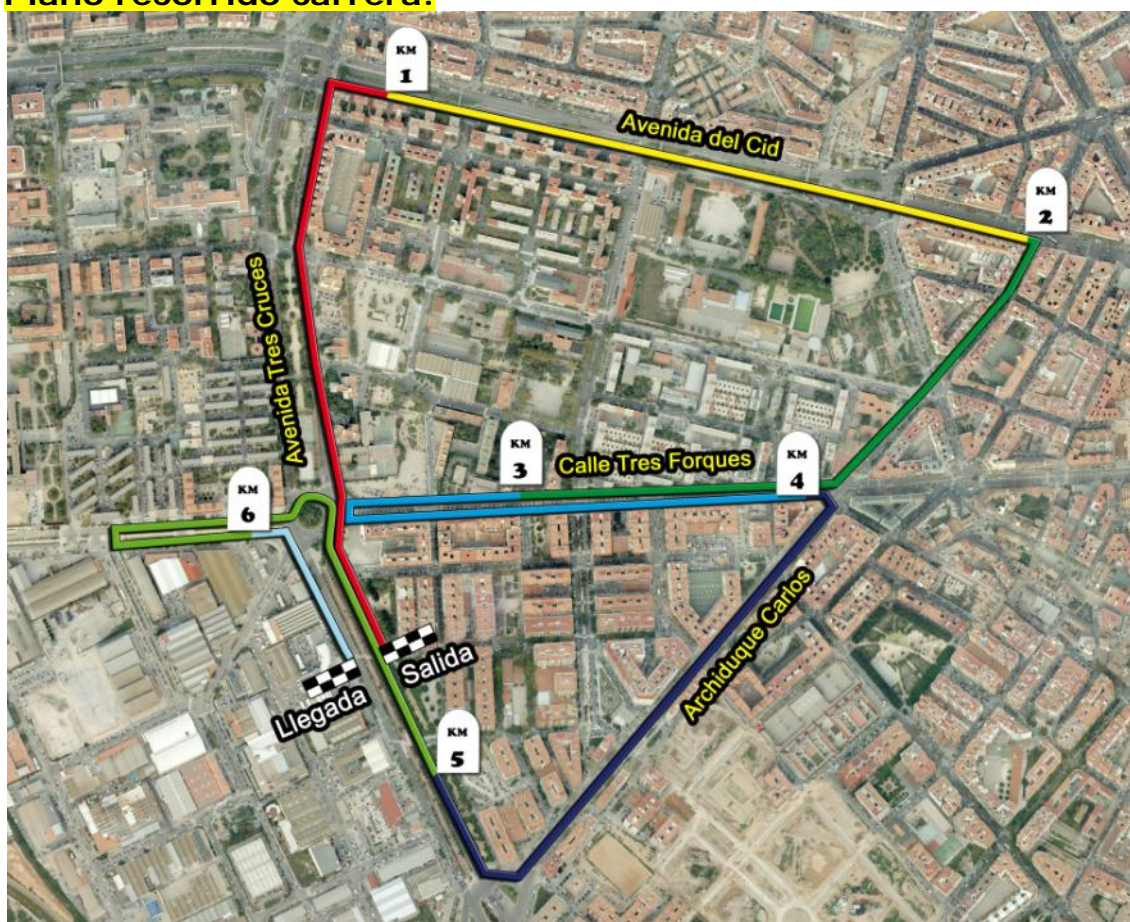 Plano recorrido carrera:
KM
1
Avenida del Cid
KM
2
Avenida Tres Cruces
KM
3
Calle Tres Forques
KM
4
KM
6
Archiduque Carlos
Salida
Llegada
KM
5